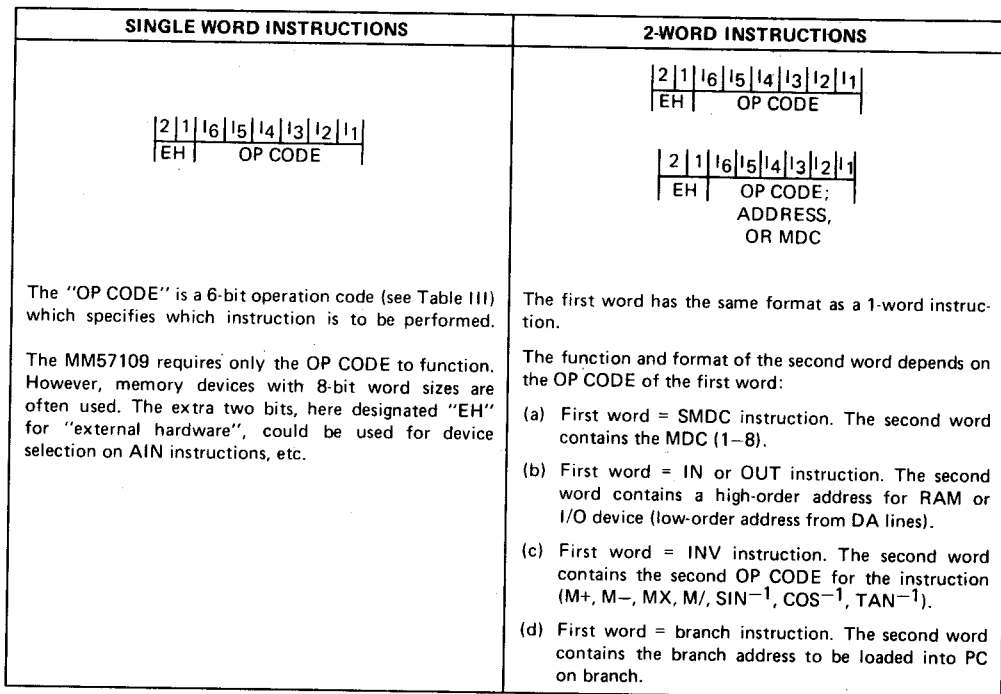 SINGLE WORD INSTRUCTIONS
|2|1|I6|I5|I4|I3|I2|I1|
EH | OP CODE
The "OP CODE" is a 6-bit operation code (see Table III)
which specifies which instruction is to be performed.
The MM57109 requires only the OP CODE to function.
However, memory devices with 8-bit word sizes are
often used. The extra two bits, here designated "EH"
for "external hardware", could be used for device
selection on AIN instructions, etc.
2-WORD INSTRUCTIONS
|2|1|I6|I5|I4|I3|I2|I1|
EH | OP CODE
|2|1|I6|I5|I4|I3|I2|I1|
EH | OP CODE;
ADDRESS,
OR MDC
The first word has the same format as a 1-word instruc-
tion.
The function and format of the second word depends on
the OP CODE of the first word:
(a) First word = SMDC instruction. The second word
contains the MDC (1–8).
(b) First word = IN or OUT instruction. The second
word contains a high-order address for RAM or
I/O device (low-order address from DA lines).
(c) First word = INV instruction. The second word
contains the second OP CODE for the instruction
(M+, M−, MX, M/, SIN⁻¹, COS⁻¹, TAN⁻¹).
(d) First word = branch instruction. The second word
contains the branch address to be loaded into PC
on branch.